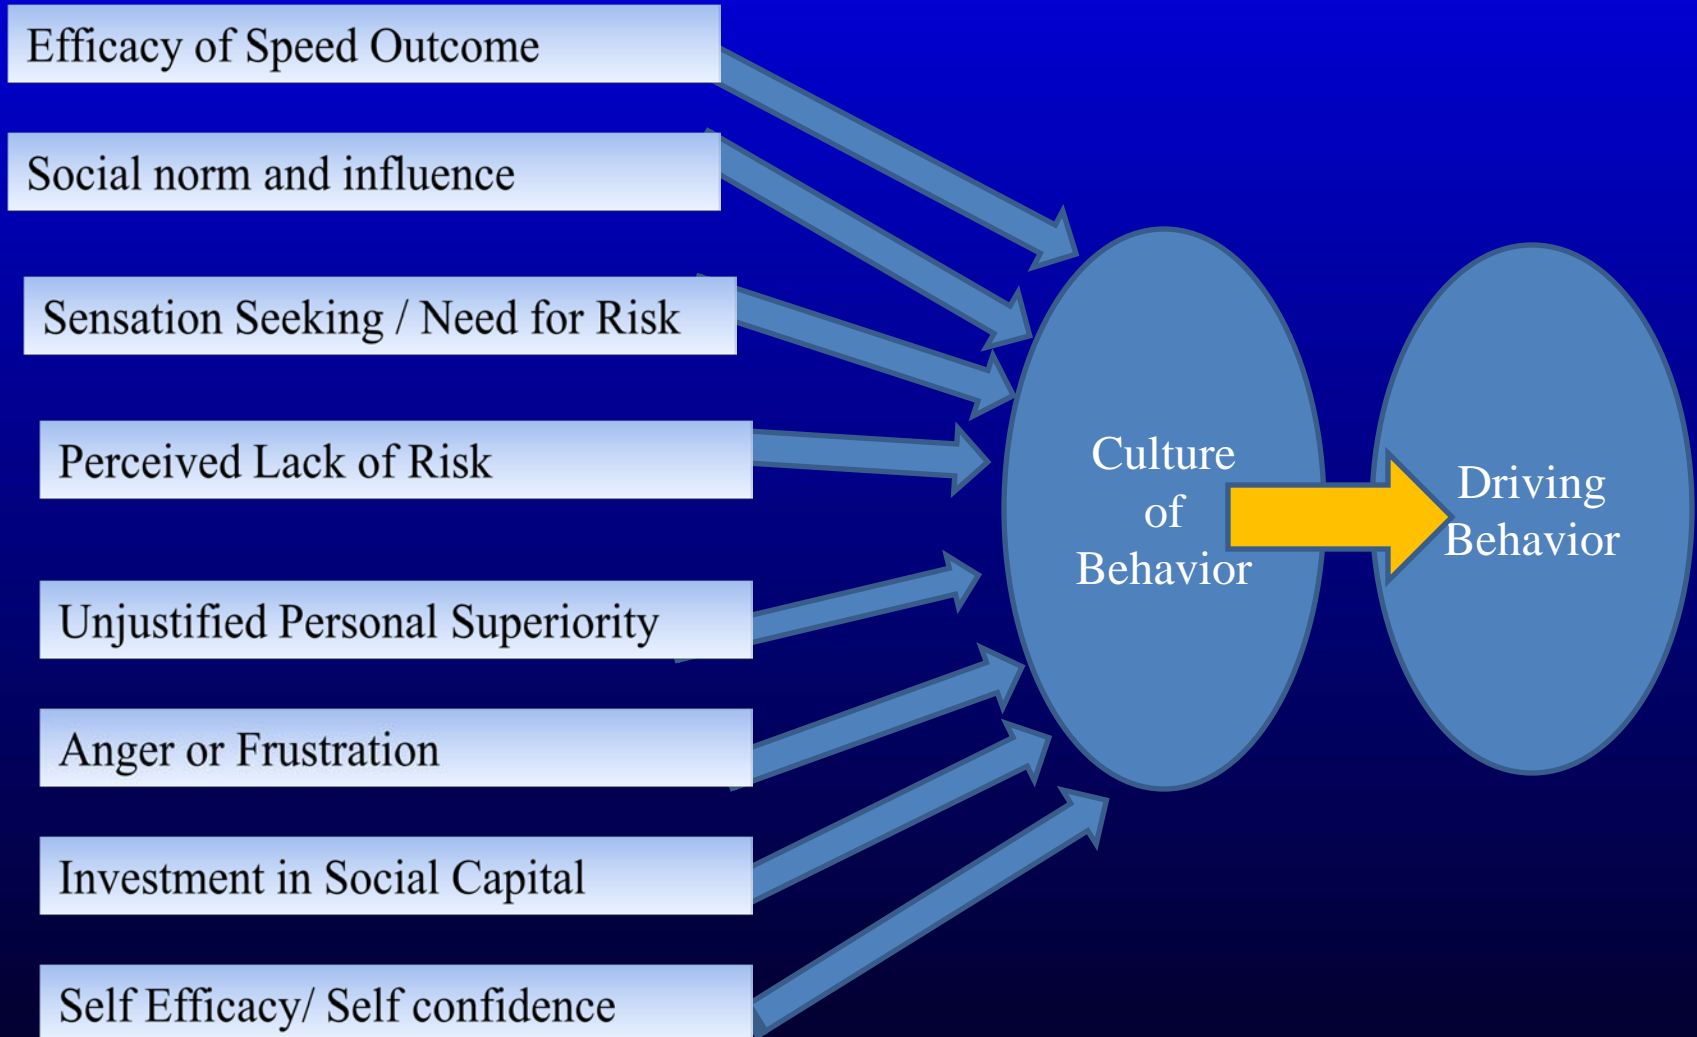 Efficacy of Speed Outcome
Social norm and influence
Sensation Seeking / Need for Risk
Perceived Lack of Risk
Unjustified Personal Superiority
Anger or Frustration
Investment in Social Capital
Self Efficacy/ Self confidence
Culture
of
Behavior
Driving
Behavior